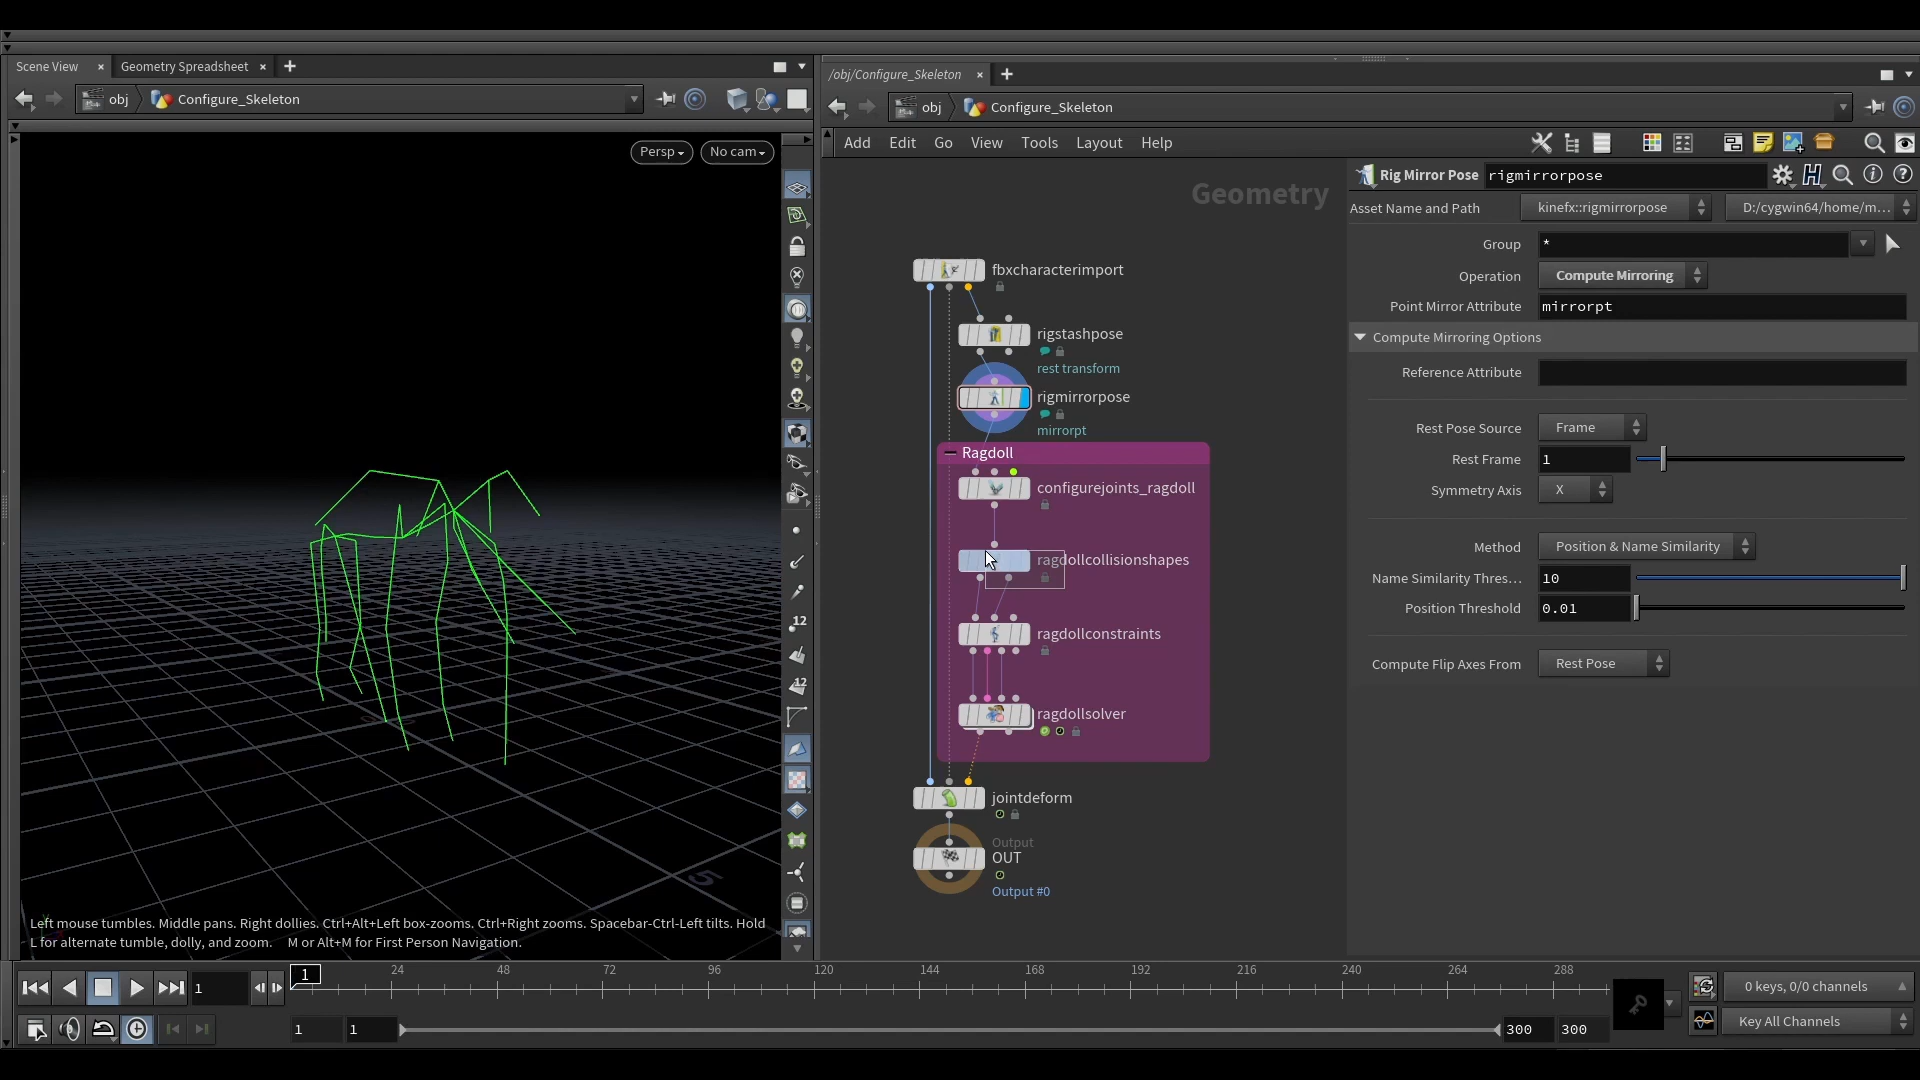 Scene View × Geometry Spreadsheet × +
obj Configure_Skeleton
Persp No cam
12
12
5
Left mouse tumbles. Middle pans. Right dollies. Ctrl+Alt+Left box-zooms. Ctrl+Right zooms. Spacebar-Ctrl-Left tilts. Hold
L for alternate tumble, dolly, and zoom. M or Alt+M for First Person Navigation.
/obj/Configure_Skeleton × +
obj Configure_Skeleton
Add Edit Go View Tools Layout Help
Geometry
fbxcharacterimport
rigstashpose
rest transform
rigmirrorpose
mirrorpt
Ragdoll
configurejoints_ragdoll
ragdollcollisionshapes
ragdollconstraints
ragdollsolver
jointdeform
Output
OUT
Output #0
Rig Mirror Pose rigmirrorpose
Asset Name and Path kinefx::rigmirrorpose D:/cygwin64/home/m...
Group *
Operation Compute Mirroring
Point Mirror Attribute mirrorpt
Compute Mirroring Options
Reference Attribute
Rest Pose Source Frame
Rest Frame 1
Symmetry Axis X
Method Position & Name Similarity
Name Similarity Thres... 10
Position Threshold 0.01
Compute Flip Axes From Rest Pose
1 24 48 72 96 120 144 168 192 216 240 264 288
1
0 keys, 0/0 channels
1 1 300 300
Key All Channels